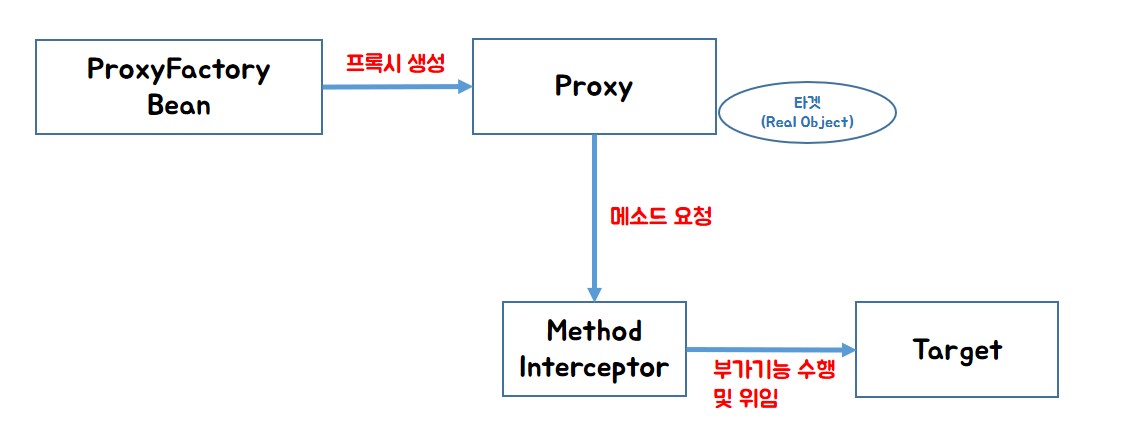 ProxyFactory
Bean
프록시 생성
Proxy
타겟
(Real Object)
메소드 요청
Method
Interceptor
부가기능 수행
및 위임
Target